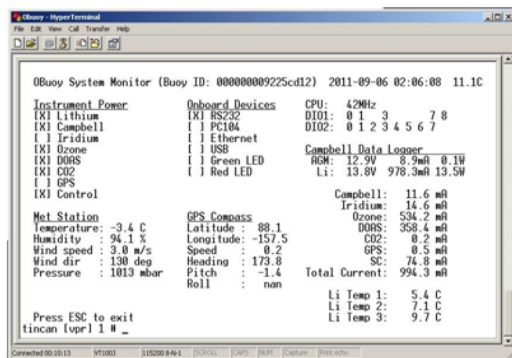 Obuoy - HyperTerminal
File Edit View Call Transfer Help
OBuoy System Monitor (Buoy ID: 000000009225cd12) 2011-09-06 02:06:08 11.1C
Instrument Power Onboard Devices CPU: 42MHz
[X] Lithium [X] RS232 DIO1: 0 1 3 7 8
[X] Campbell [ ] PC104 DIO2: 0 1 2 3 4 5 6 7
[ ] Iridium [ ] Ethernet
[X] Ozone [ ] USB Campbell Data Logger
[X] DOAS [ ] Green LED AGM: 12.9V 8.9mA 0.1W
[X] CO2 [ ] Red LED Li: 13.8V 978.3mA 13.5W
[ ] GPS
[X] Control Campbell: 11.6 mA
Iridium: 14.6 mA
Met Station GPS Compass Ozone: 534.2 mA
Temperature: -3.4 C Latitude : 88.1 DOAS: 358.4 mA
Humidity : 94.1 % Longitude: -157.5 CO2: 0.2 mA
Wind speed : 3.0 m/s Speed : 0.2 GPS: 0.5 mA
Wind dir : 130 deg Heading : 173.8 SC: 74.8 mA
Pressure : 1013 mbar Pitch : -1.4 Total Current: 994.3 mA
Roll : nan
Li Temp 1: 5.4 C
Li Temp 2: 7.1 C
Press ESC to exit Li Temp 3: 9.7 C
tincan [vpr] 1 # _
Connected 00:10:13 VT100J 115200 8-N-1 SCROLL CAPS NUM Capture Print echo